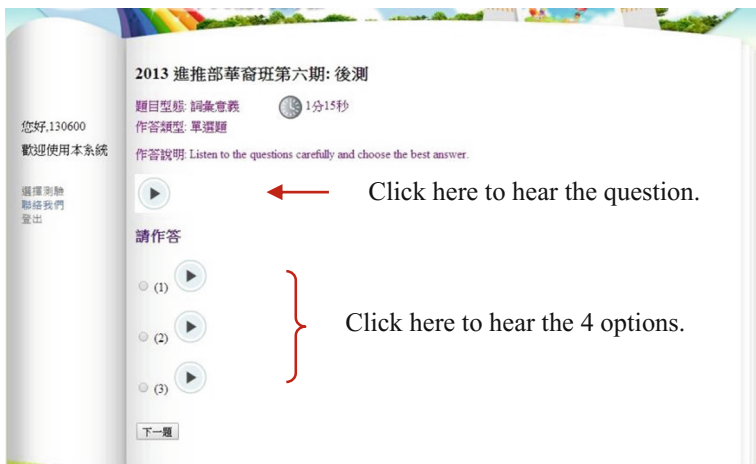 2013 進推部華裔班第六期: 後測
題目型態: 詞彙意義 1分15秒
作答類型: 單選題
作答說明: Listen to the questions carefully and choose the best answer.
您好,130600
歡迎使用本系統
選擇測驗
聯絡我們
登出
Click here to hear the question.
請作答
(1)
(2)
(3)
Click here to hear the 4 options.
下一題